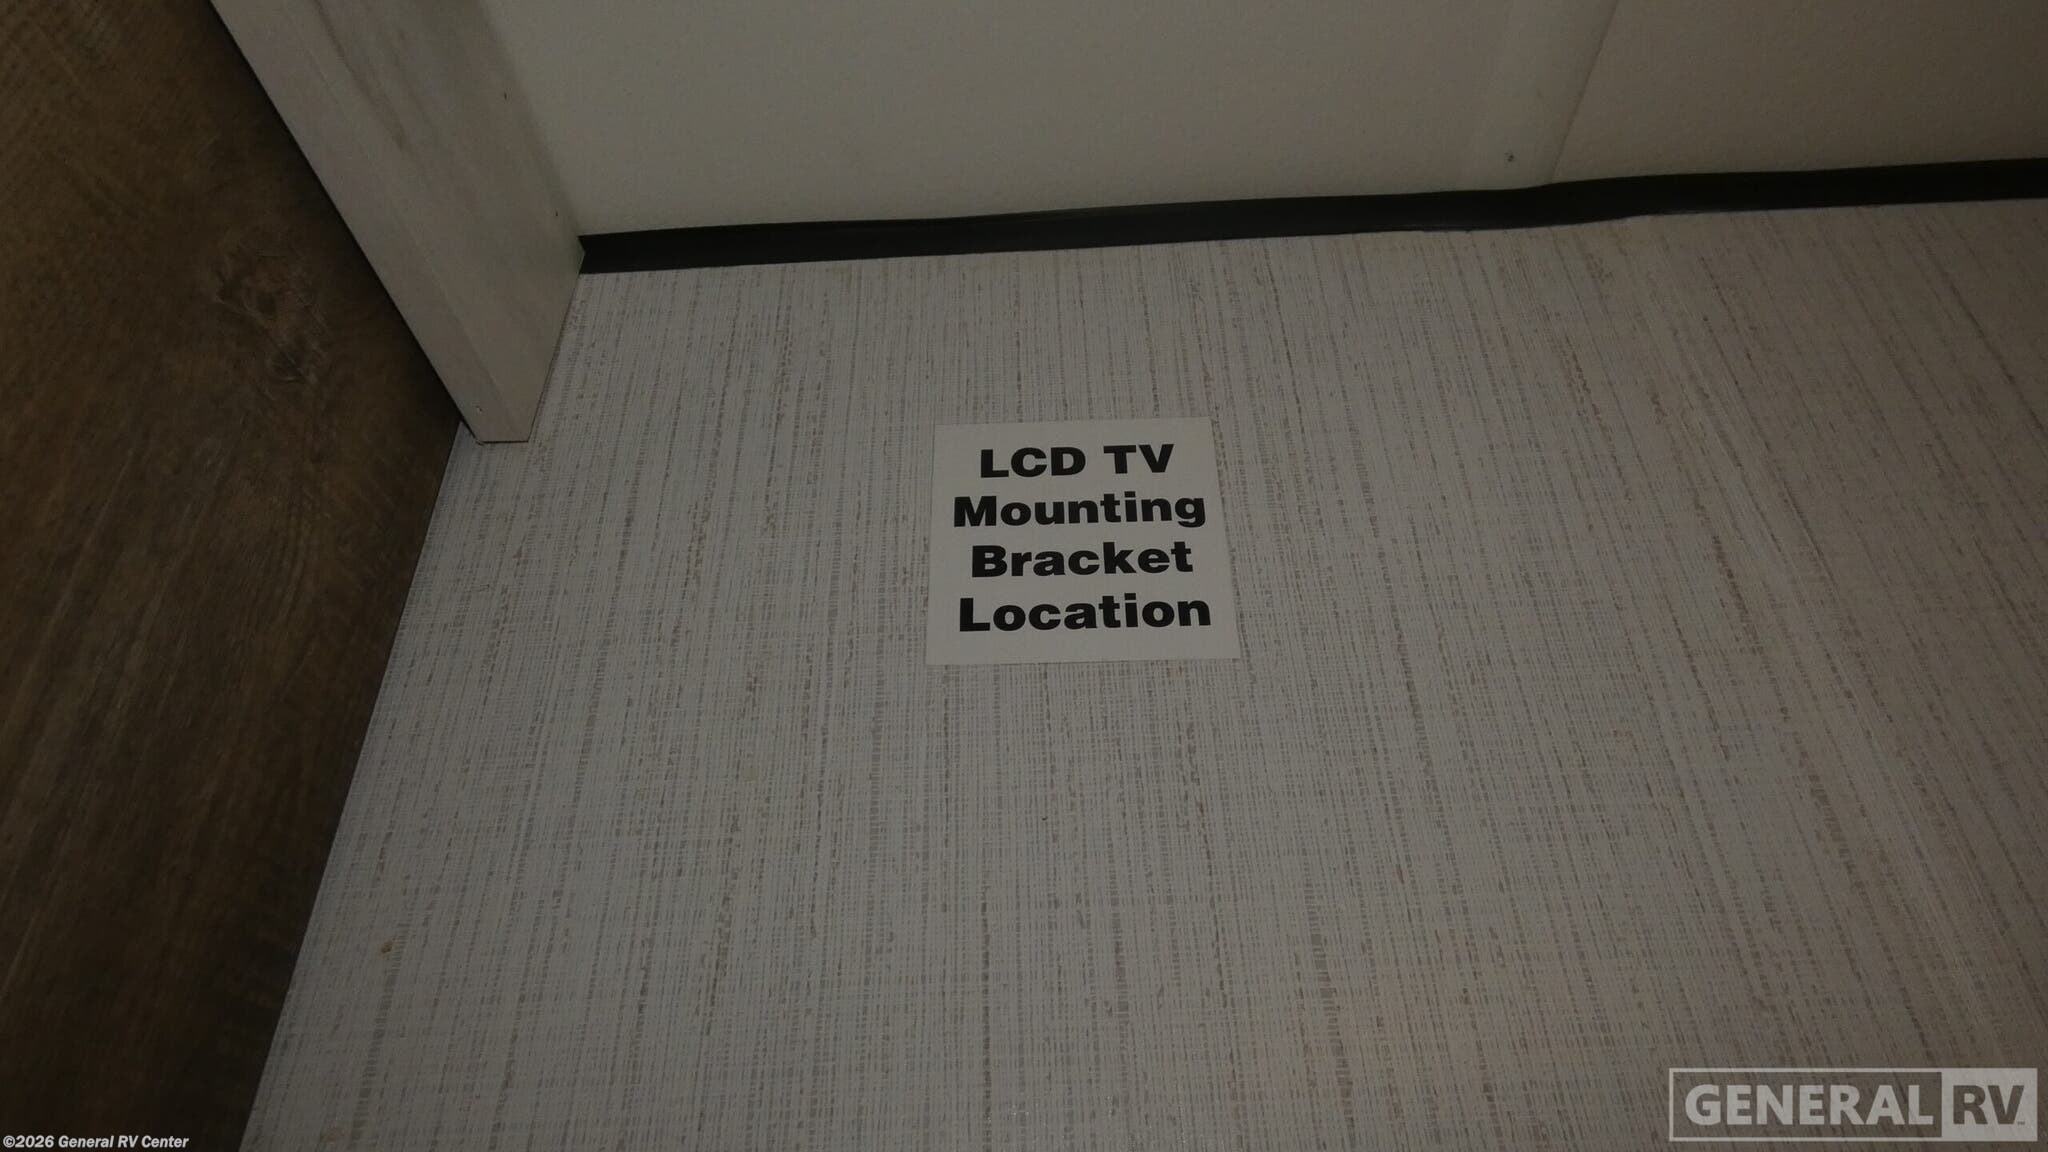 LCD TV
Mounting
Bracket
Location
GENERAL RV
©2026 General RV Center